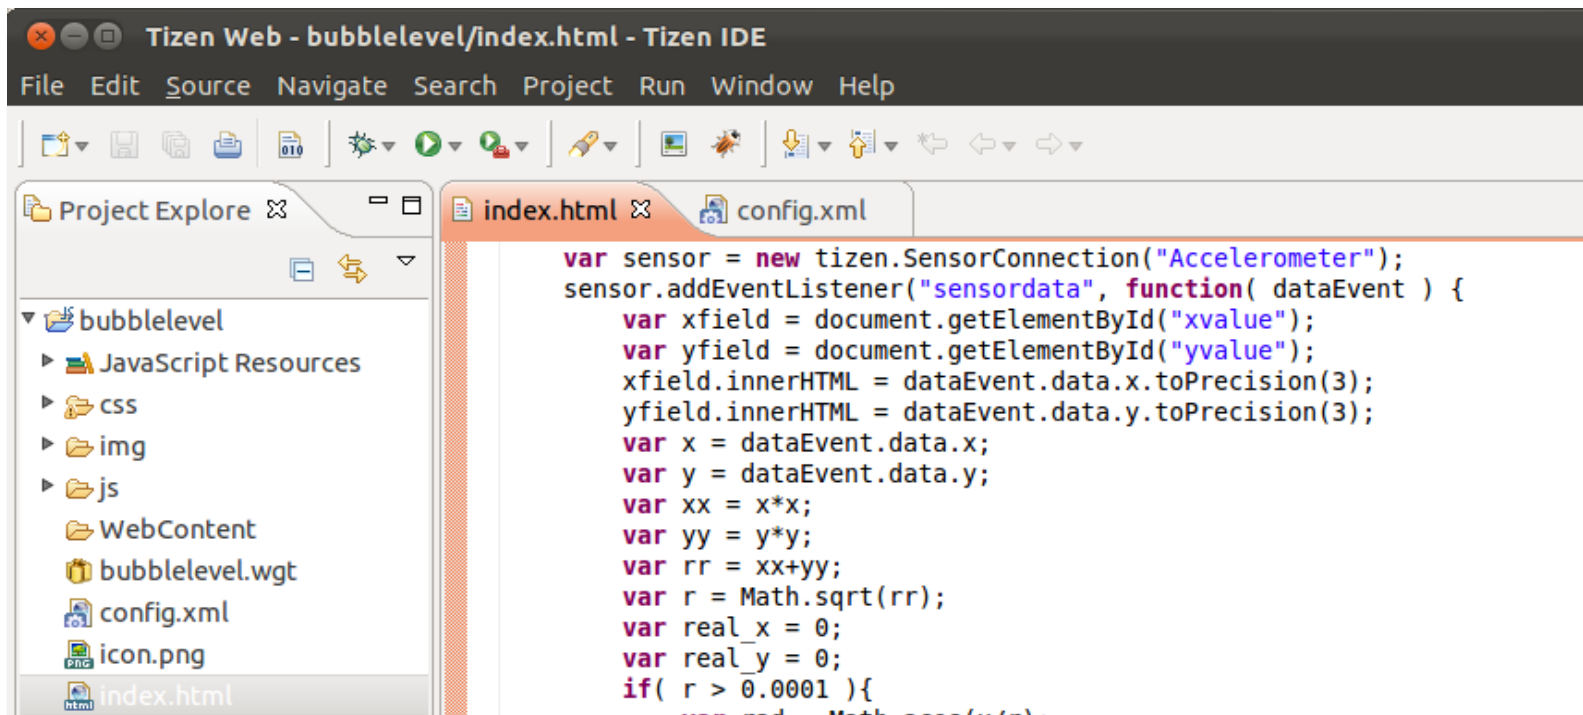 Tizen Web - bubblelevel/index.html - Tizen IDE
File Edit Source Navigate Search Project Run Window Help
010
Project Explore
index.html
config.xml
bubblelevel
JavaScript Resources
css
img
js
WebContent
bubblelevel.wgt
config.xml
icon.png
index.html
var sensor = new tizen.SensorConnection("Accelerometer");
sensor.addEventListener("sensordata", function( dataEvent ) {
var xfield = document.getElementById("xvalue");
var yfield = document.getElementById("yvalue");
xfield.innerHTML = dataEvent.data.x.toPrecision(3);
yfield.innerHTML = dataEvent.data.y.toPrecision(3);
var x = dataEvent.data.x;
var y = dataEvent.data.y;
var xx = x*x;
var yy = y*y;
var rr = xx+yy;
var r = Math.sqrt(rr);
var real_x = 0;
var real_y = 0;
if( r > 0.0001 ){